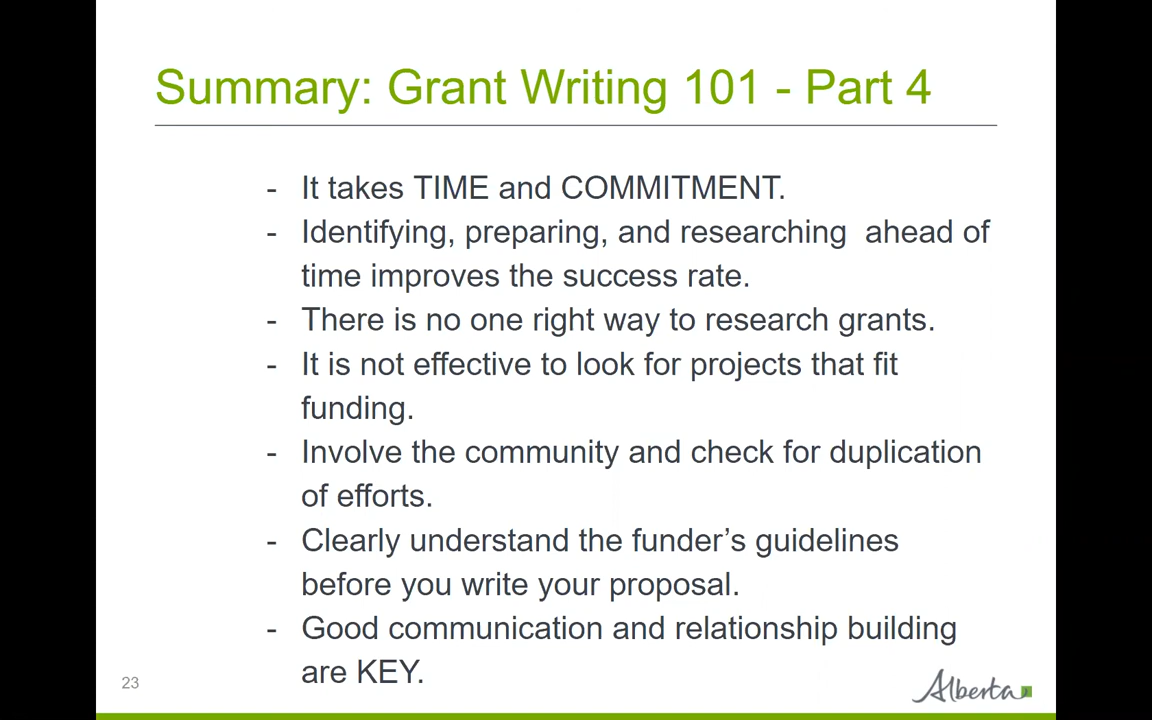 Summary: Grant Writing 101 - Part 4
- It takes TIME and COMMITMENT.
- Identifying, preparing, and researching  ahead of
time improves the success rate.
- There is no one right way to research grants.
- It is not effective to look for projects that fit
funding.
- Involve the community and check for duplication
of efforts.
- Clearly understand the funder’s guidelines
before you write your proposal.
- Good communication and relationship building
are KEY.
23
Alberta